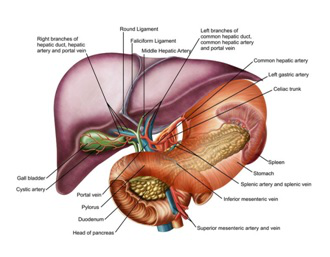 Round Ligament
Falciform Ligament
Middle Hepatic Artery
Right branches of
hepatic duct, hepatic
artery and portal vein
Left branches of
common hepatic duct,
common hepatic artery
and portal vein
Common hepatic artery
Left gastric artery
Celiac trunk
Spleen
Stomach
Splenic artery and splenic vein
Inferior mesenteric vein
Superior mesenteric artery and vein
Gall bladder
Cystic artery
Portal vein
Pylorus
Duodenum
Head of pancreas